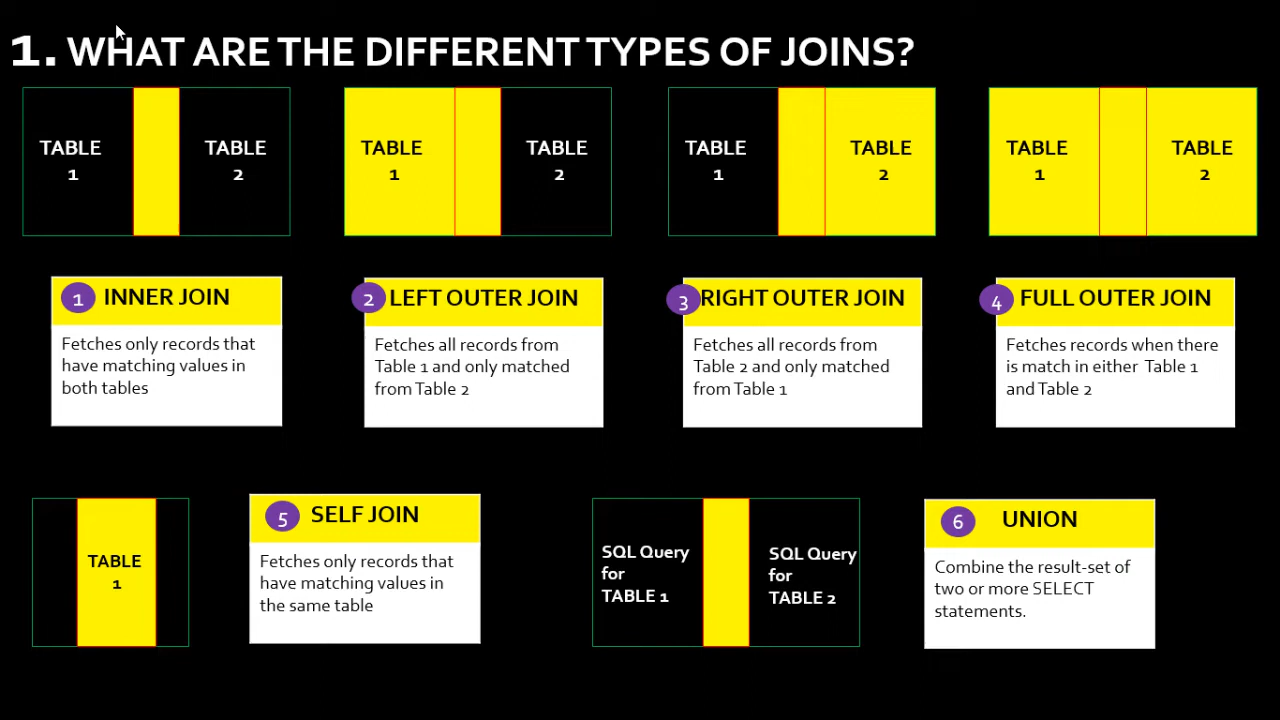 1. WHAT ARE THE DIFFERENT TYPES OF JOINS?
TABLE
1
TABLE
2
TABLE
1
TABLE
2
TABLE
1
TABLE
2
TABLE
1
TABLE
2
1 INNER JOIN
Fetches only records that
have matching values in
both tables
2 LEFT OUTER JOIN
Fetches all records from
Table 1 and only matched
from Table 2
3 RIGHT OUTER JOIN
Fetches all records from
Table 2 and only matched
from Table 1
4 FULL OUTER JOIN
Fetches records when there
is match in either Table 1
and Table 2
TABLE
1
5 SELF JOIN
Fetches only records that
have matching values in
the same table
SQL Query
for
TABLE 1
SQL Query
for
TABLE 2
6 UNION
Combine the result-set of
two or more SELECT
statements.